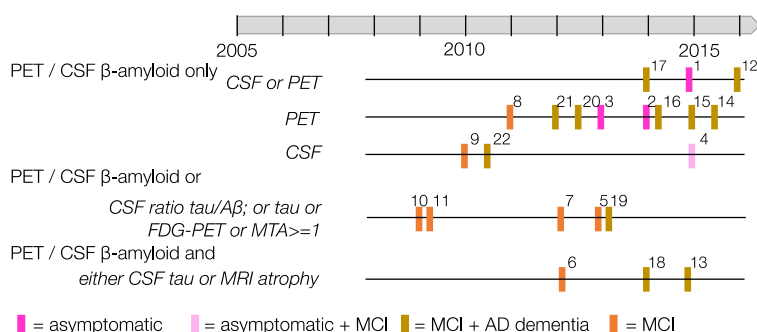 2005 2010 2015
PET / CSF β-amyloid only
17 1 12
CSF or PET
8 21 20 3 2 16 15 14
PET
9 22 4
CSF
PET / CSF β-amyloid or
10 11 7 5 19
CSF ratio tau/Aβ; or tau or
FDG-PET or MTA>=1
PET / CSF β-amyloid and
6 18 13
either CSF tau or MRI atrophy
= asymptomatic = asymptomatic + MCI = MCI + AD dementia = MCI